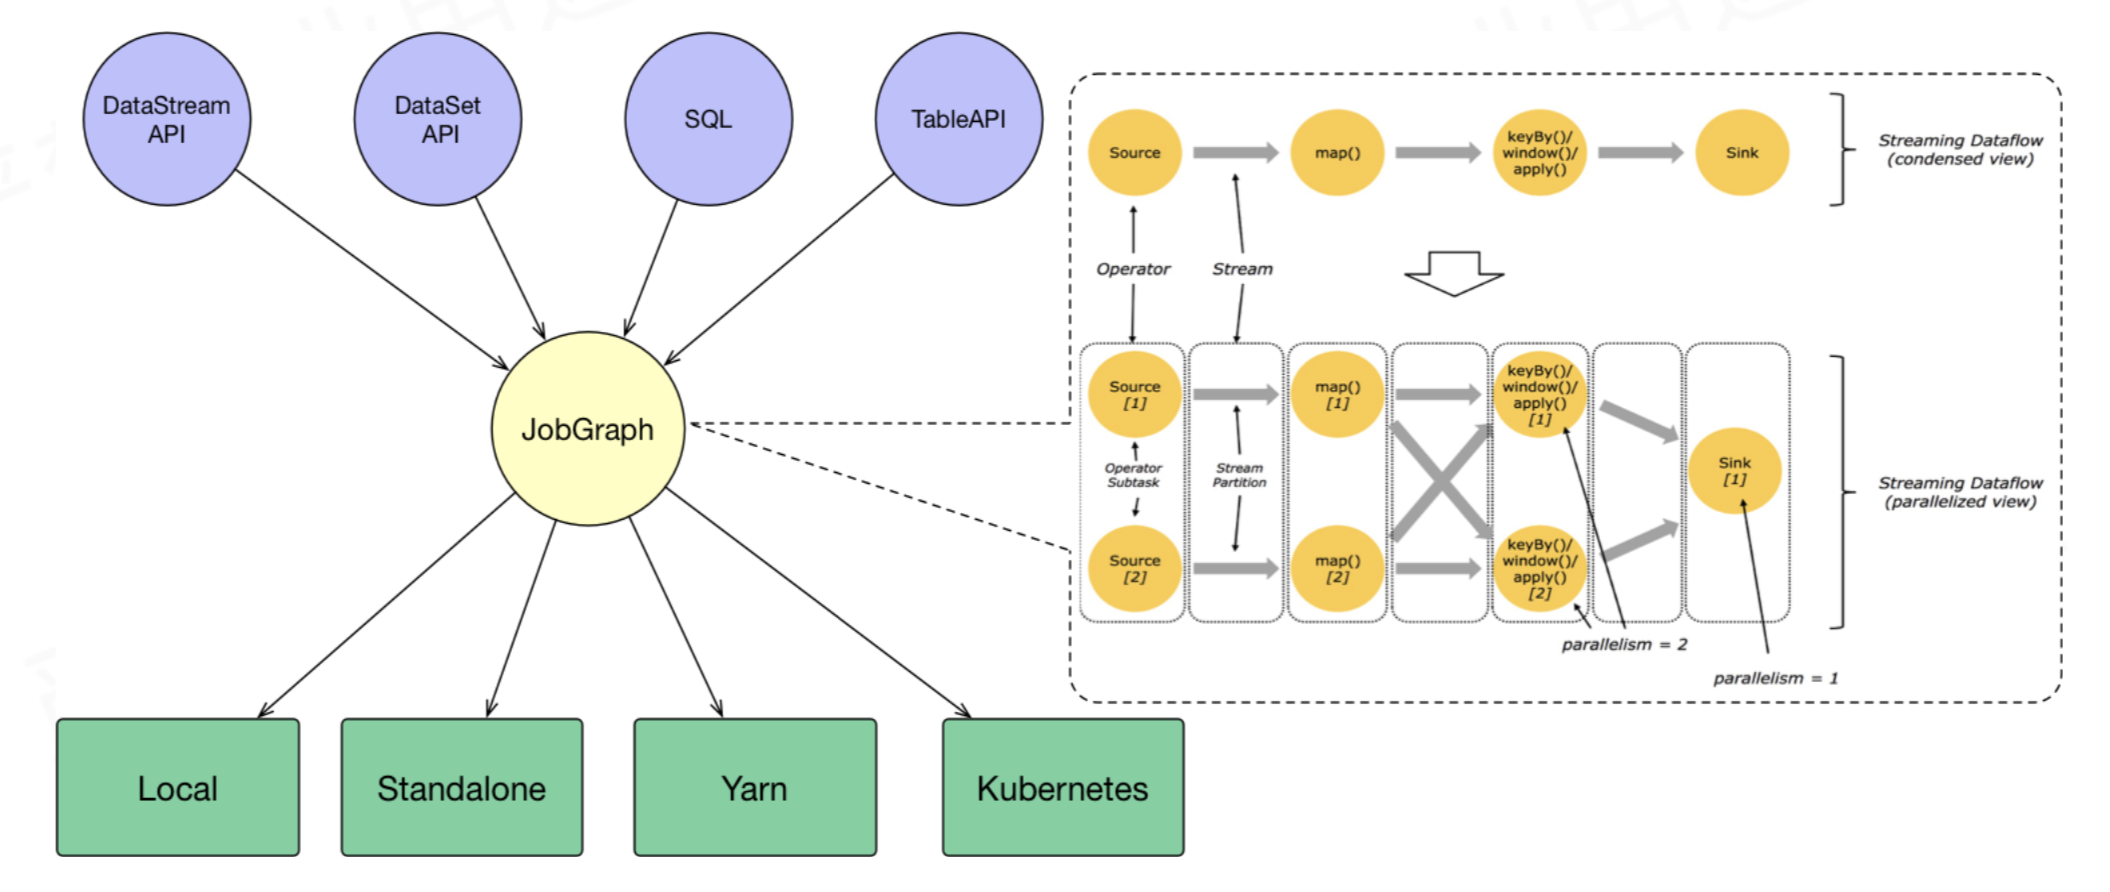 DataStream
API
DataSet
API
SQL
TableAPI
JobGraph
Local
Standalone
Yarn
Kubernetes
Source
map()
keyBy()/
window()/
apply()
Sink
Streaming Dataflow
(condensed view)
Operator
Stream
Source
[1]
map()
[1]
keyBy()/
window()/
apply()
[1]
Operator
Subtask
Stream
Partition
Sink
[1]
Streaming Dataflow
(parallelized view)
Source
[2]
map()
[2]
keyBy()/
window()/
apply()
[2]
parallelism = 2
parallelism = 1